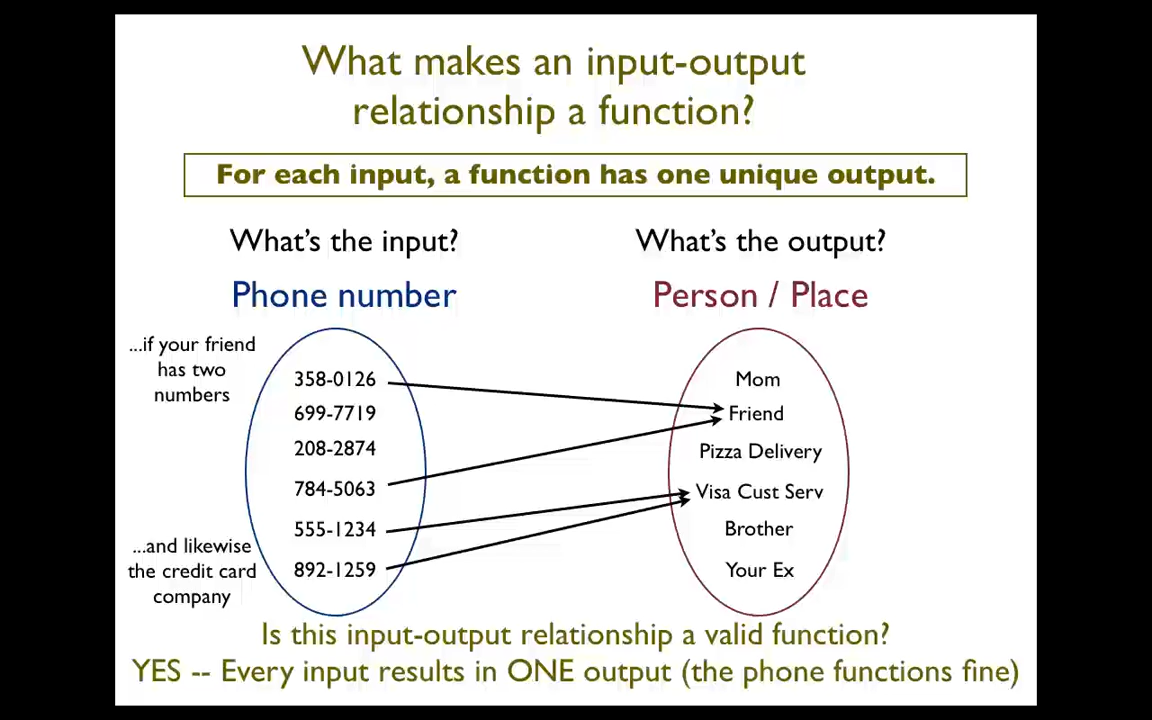 What makes an input-output
relationship a function?
For each input, a function has one unique output.
What's the input?
What's the output?
Phone number
Person / Place
...if your friend
has two
numbers
358-0126
699-7719
208-2874
784-5063
555-1234
892-1259
...and likewise
the credit card
company
Mom
Friend
Pizza Delivery
Visa Cust Serv
Brother
Your Ex
Is this input-output relationship a valid function?
YES -- Every input results in ONE output (the phone functions fine)